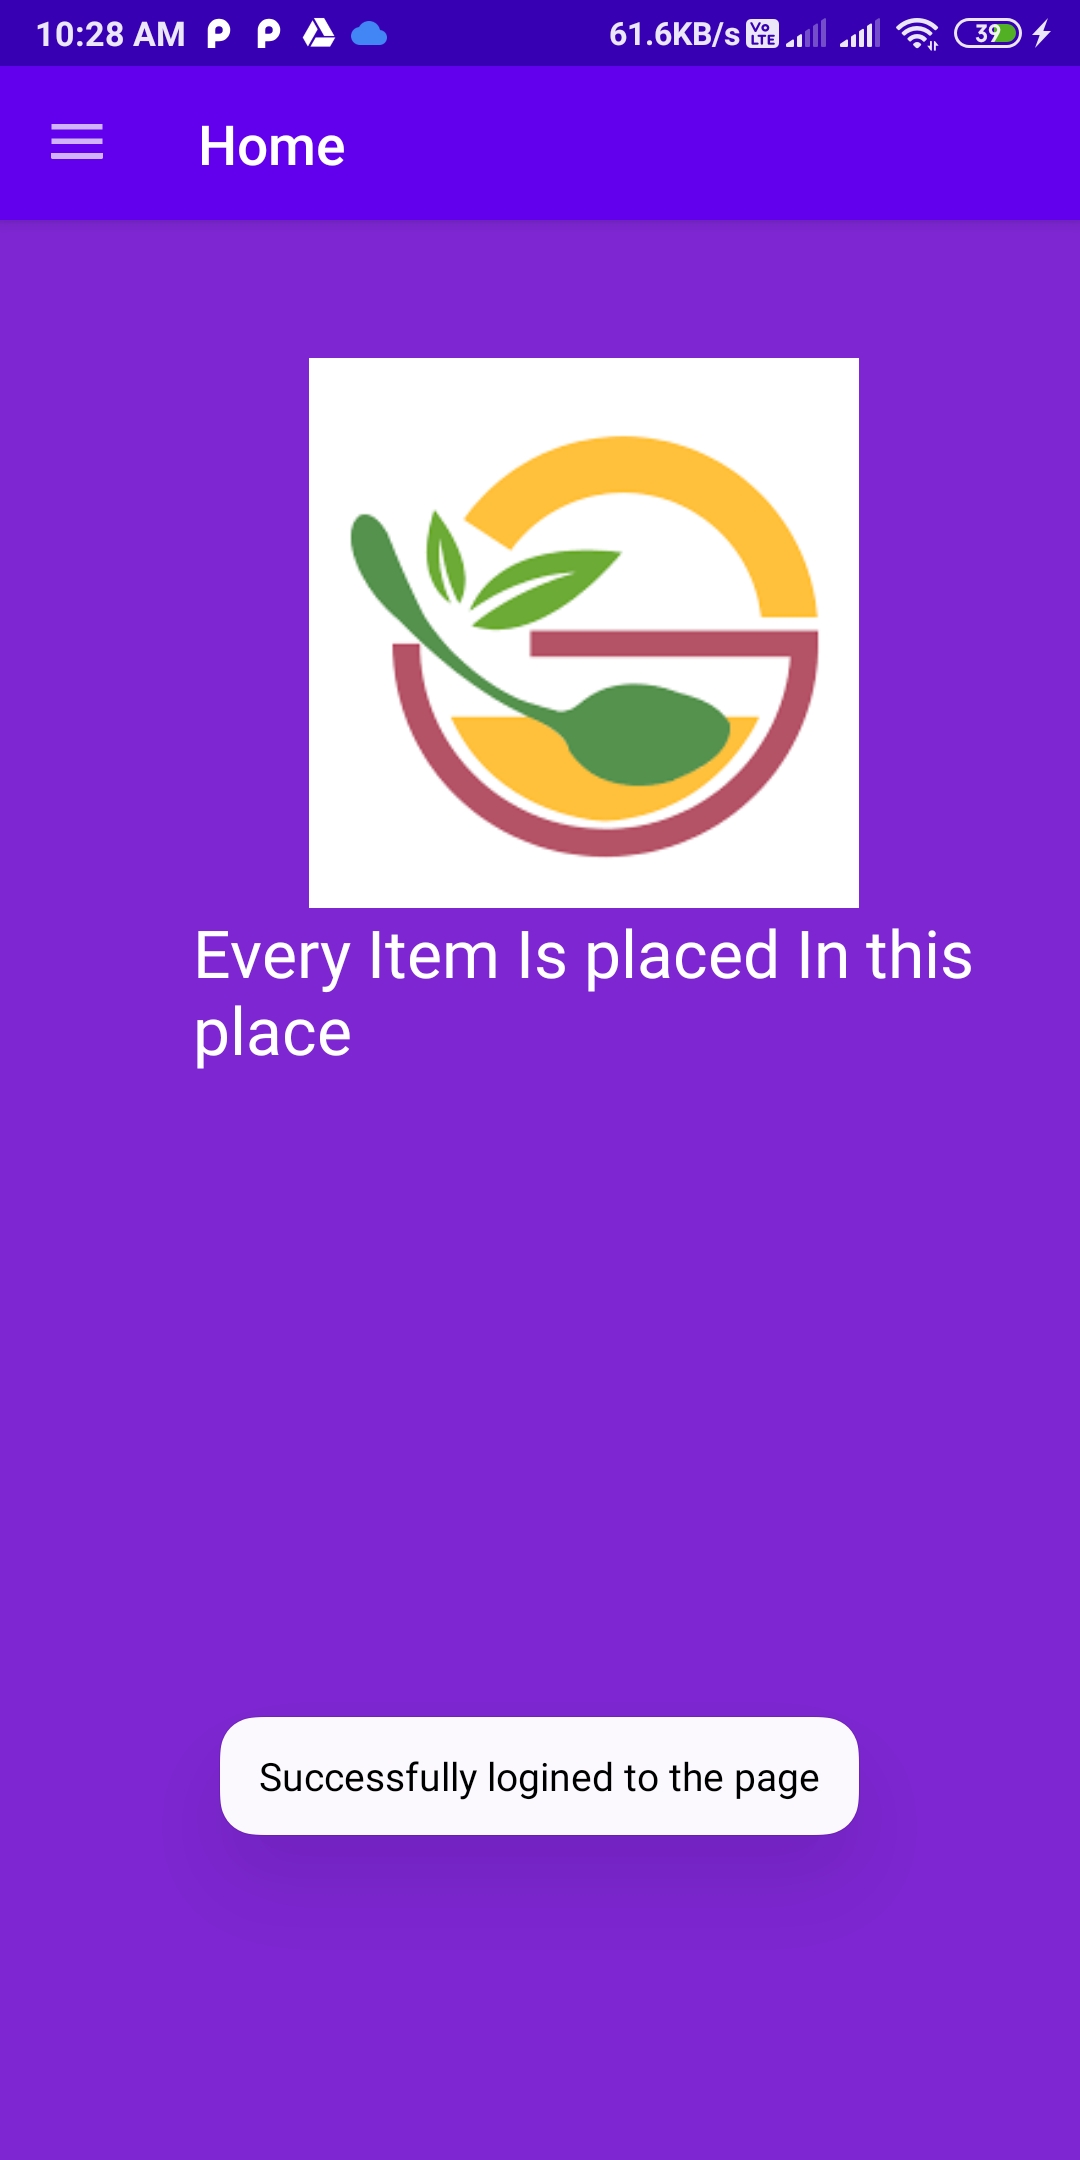 10:28 AM 61.6KB/s Vo LTE 39
Home
Every Item Is placed In this
place
Successfully logined to the page